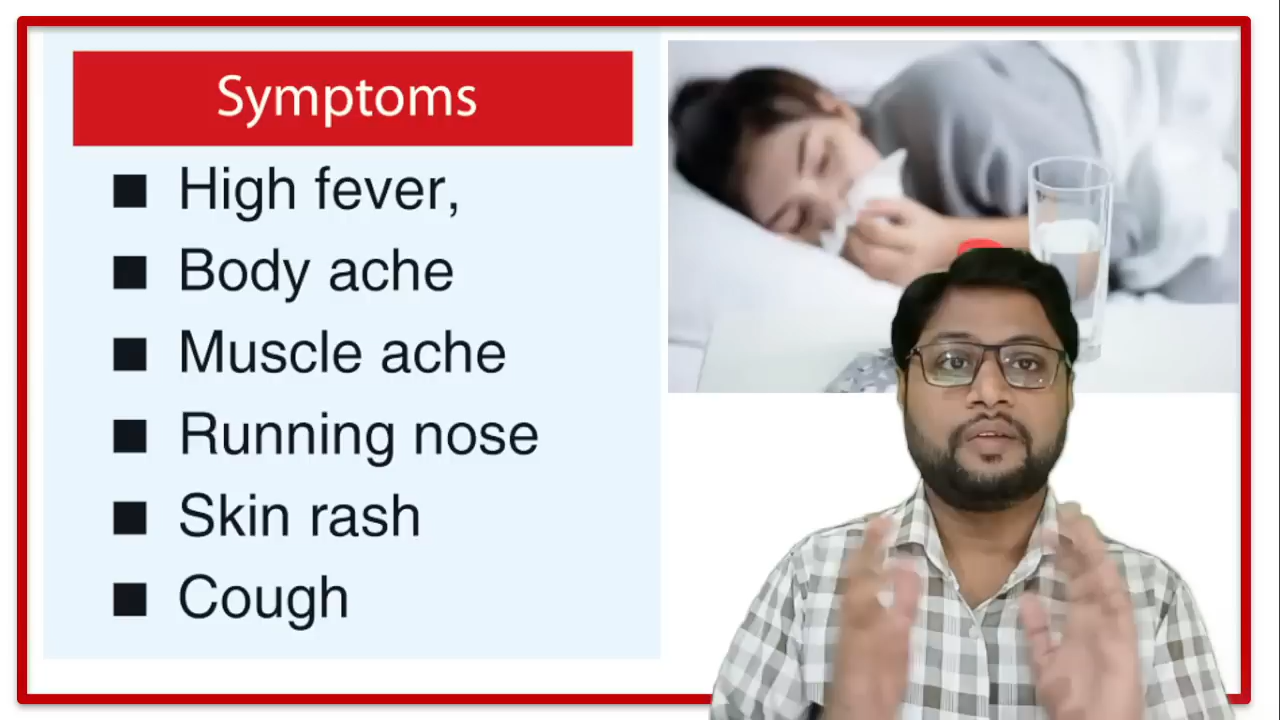 Symptoms
High fever,
Body ache
Muscle ache
Running nose
Skin rash
Cough